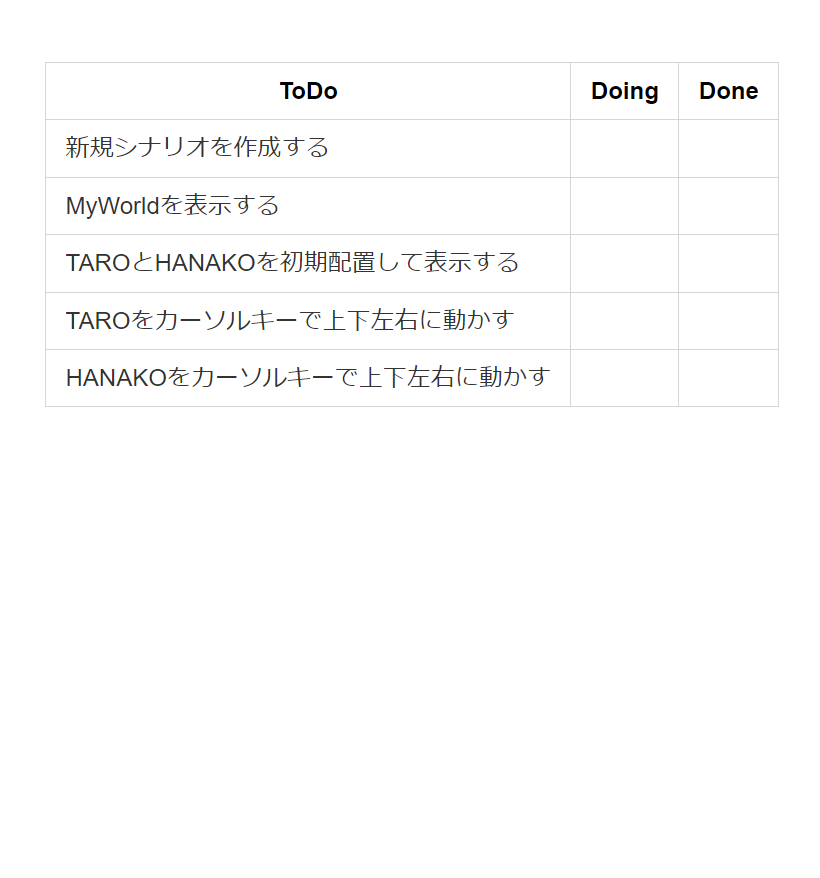 ToDo Doing Done
新規シナリオを作成する
MyWorldを表示する
TAROとHANAKOを初期配置して表示する
TAROをカーソルキーで上下左右に動かす
HANAKOをカーソルキーで上下左右に動かす